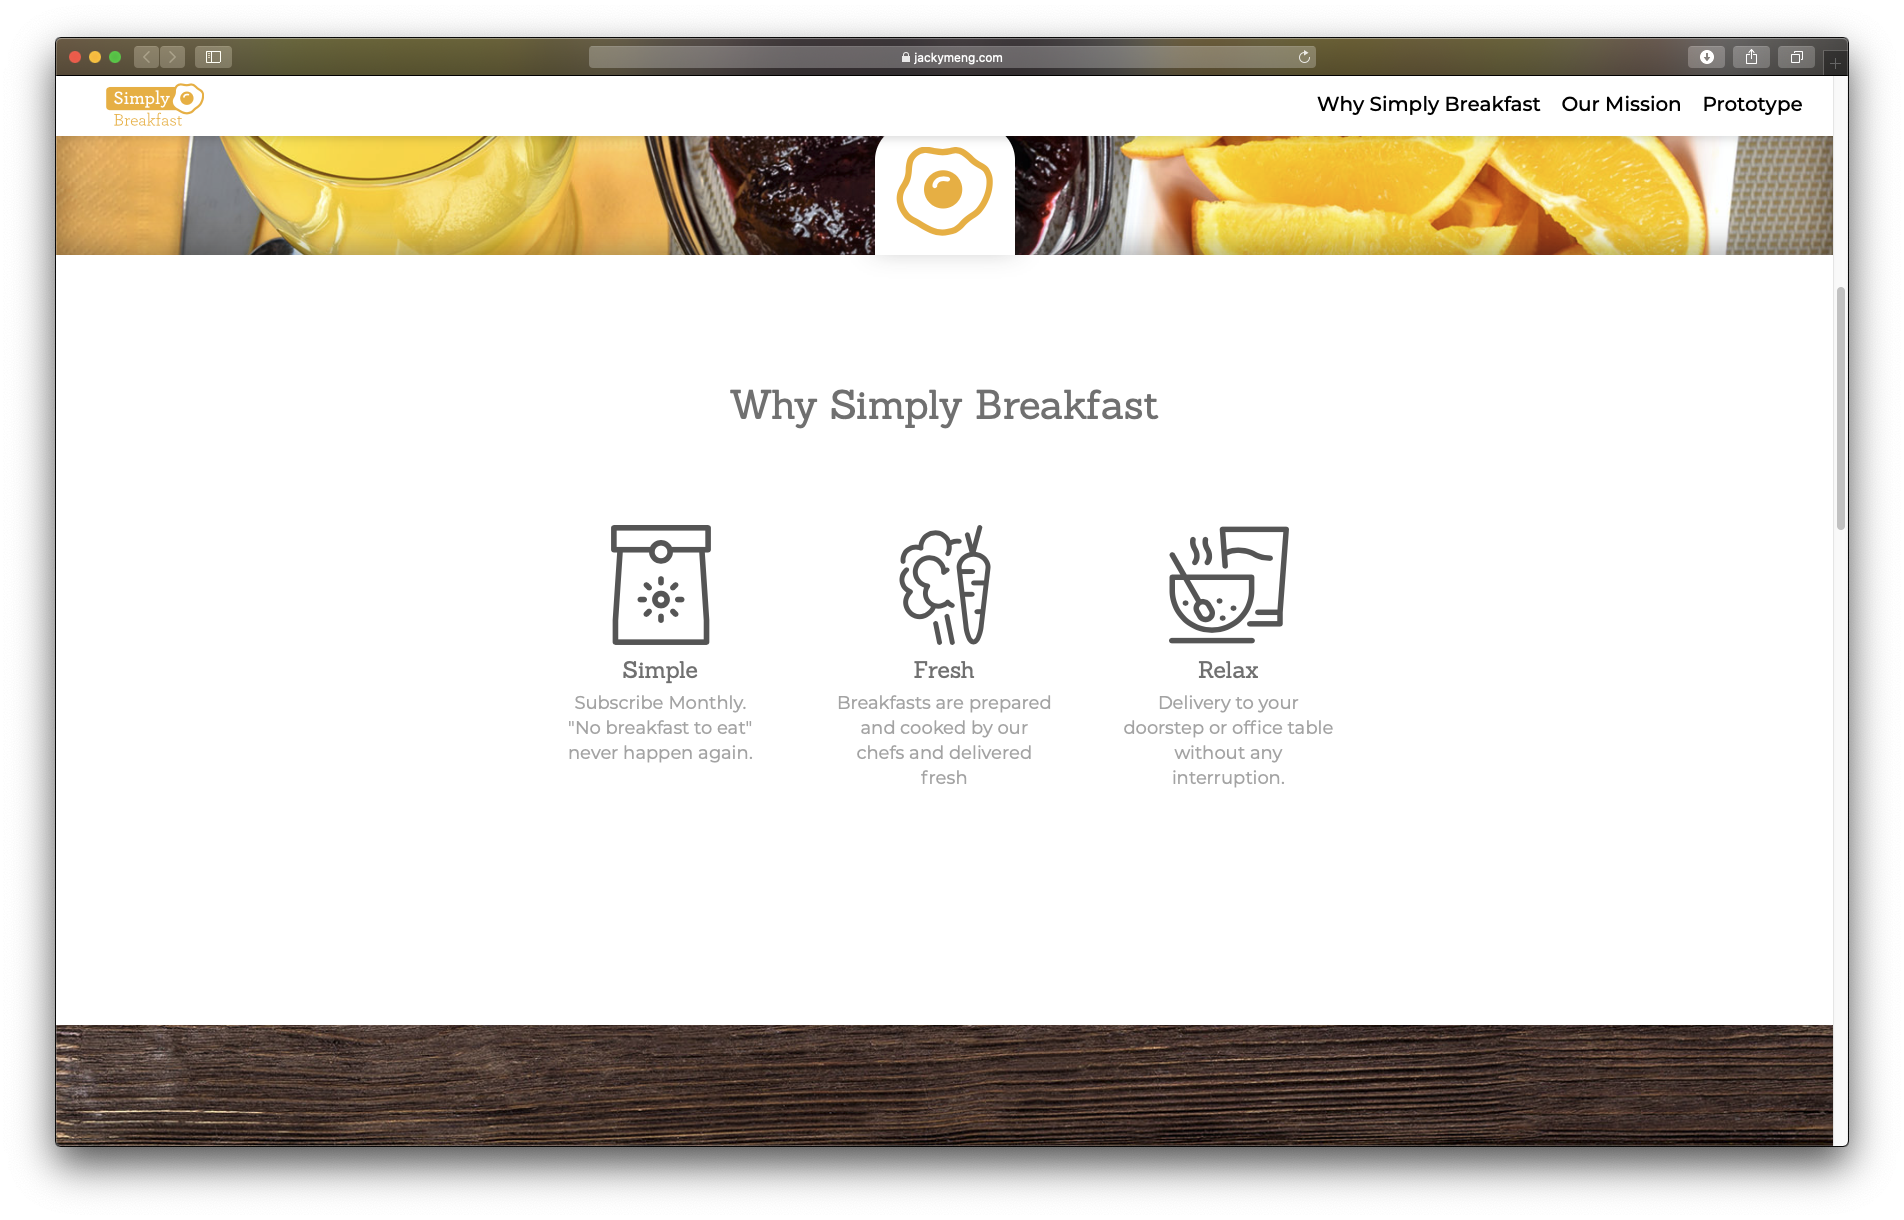 jackymeng.com
Simply
Breakfast
Why Simply Breakfast Our Mission Prototype
Why Simply Breakfast
Simple
Subscribe Monthly.
"No breakfast to eat"
never happen again.
Fresh
Breakfasts are prepared
and cooked by our
chefs and delivered
fresh
Relax
Delivery to your
doorstep or office table
without any
interruption.